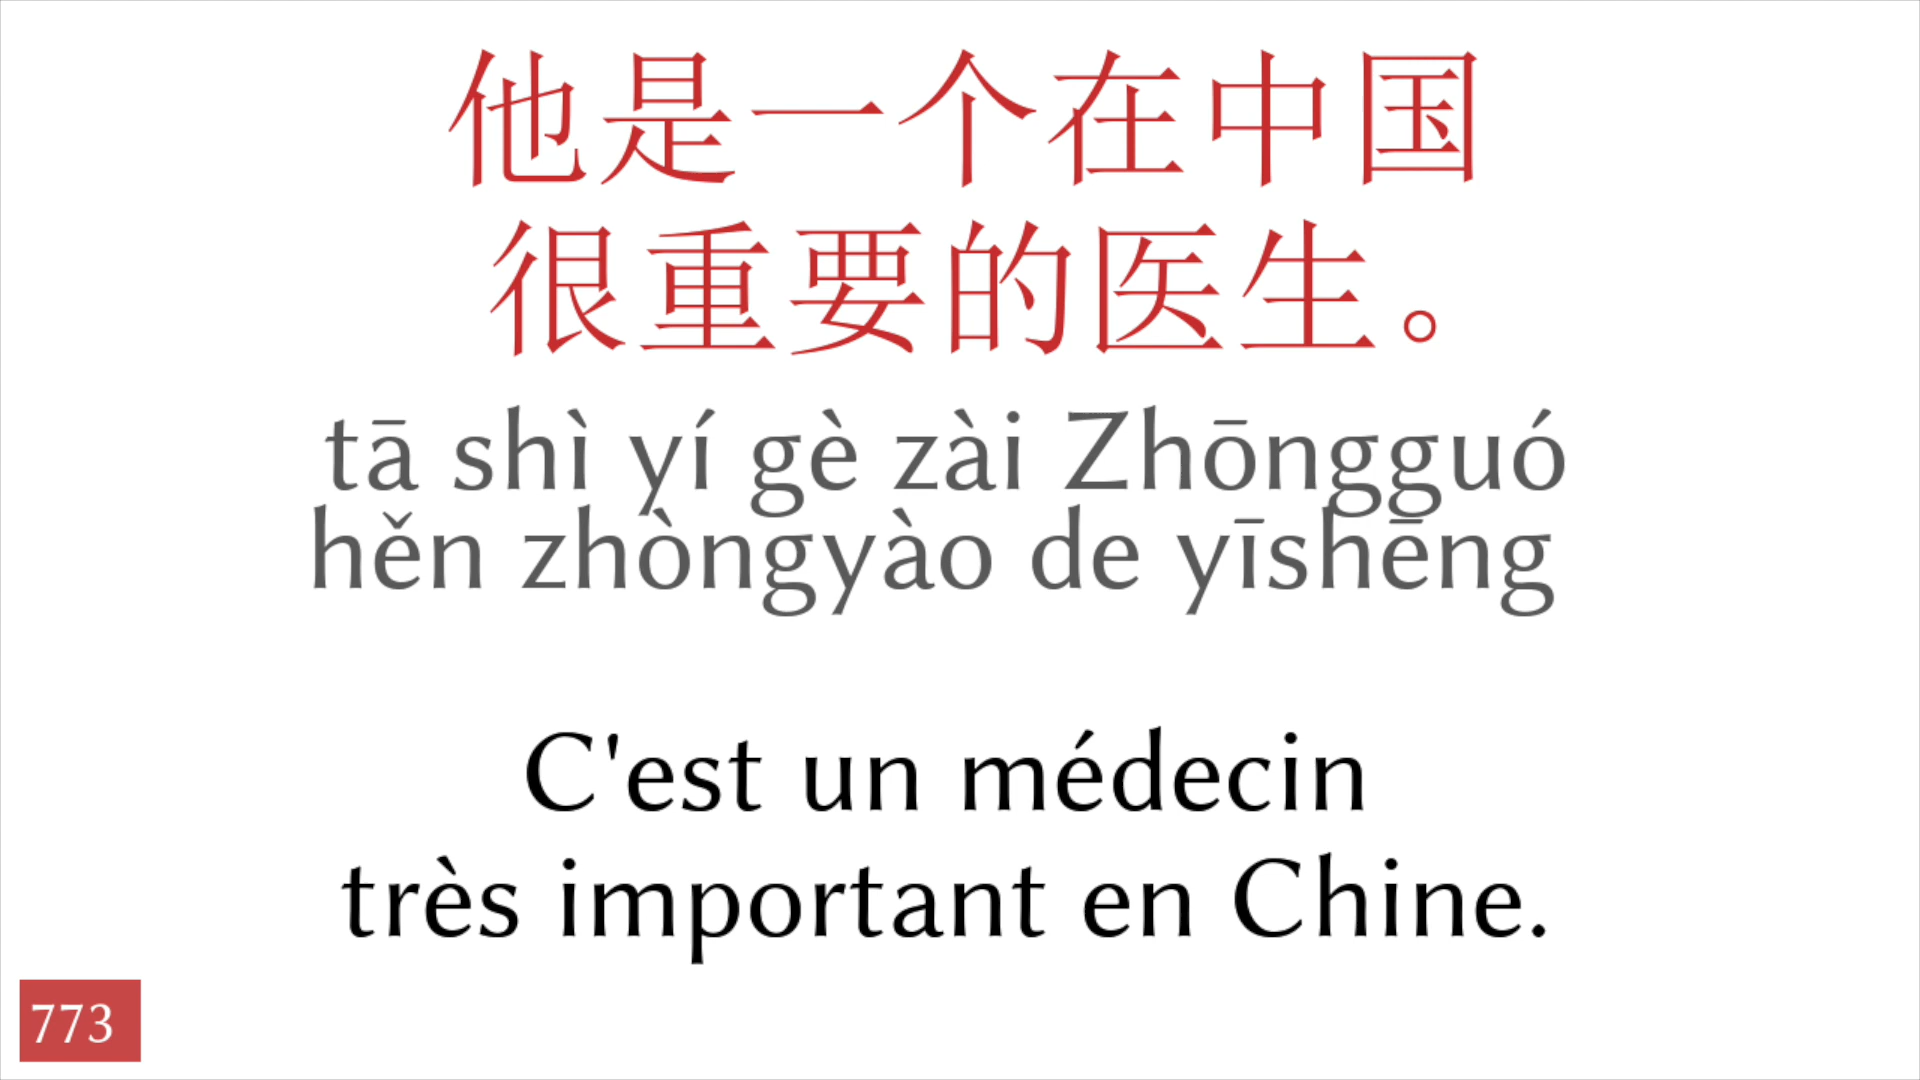 他是一个在中国
很重要的医生。
tā shì yí gè zài Zhōngguó
hěn zhòngyào de yīshēng
C'est un médecin
très important en Chine.
773